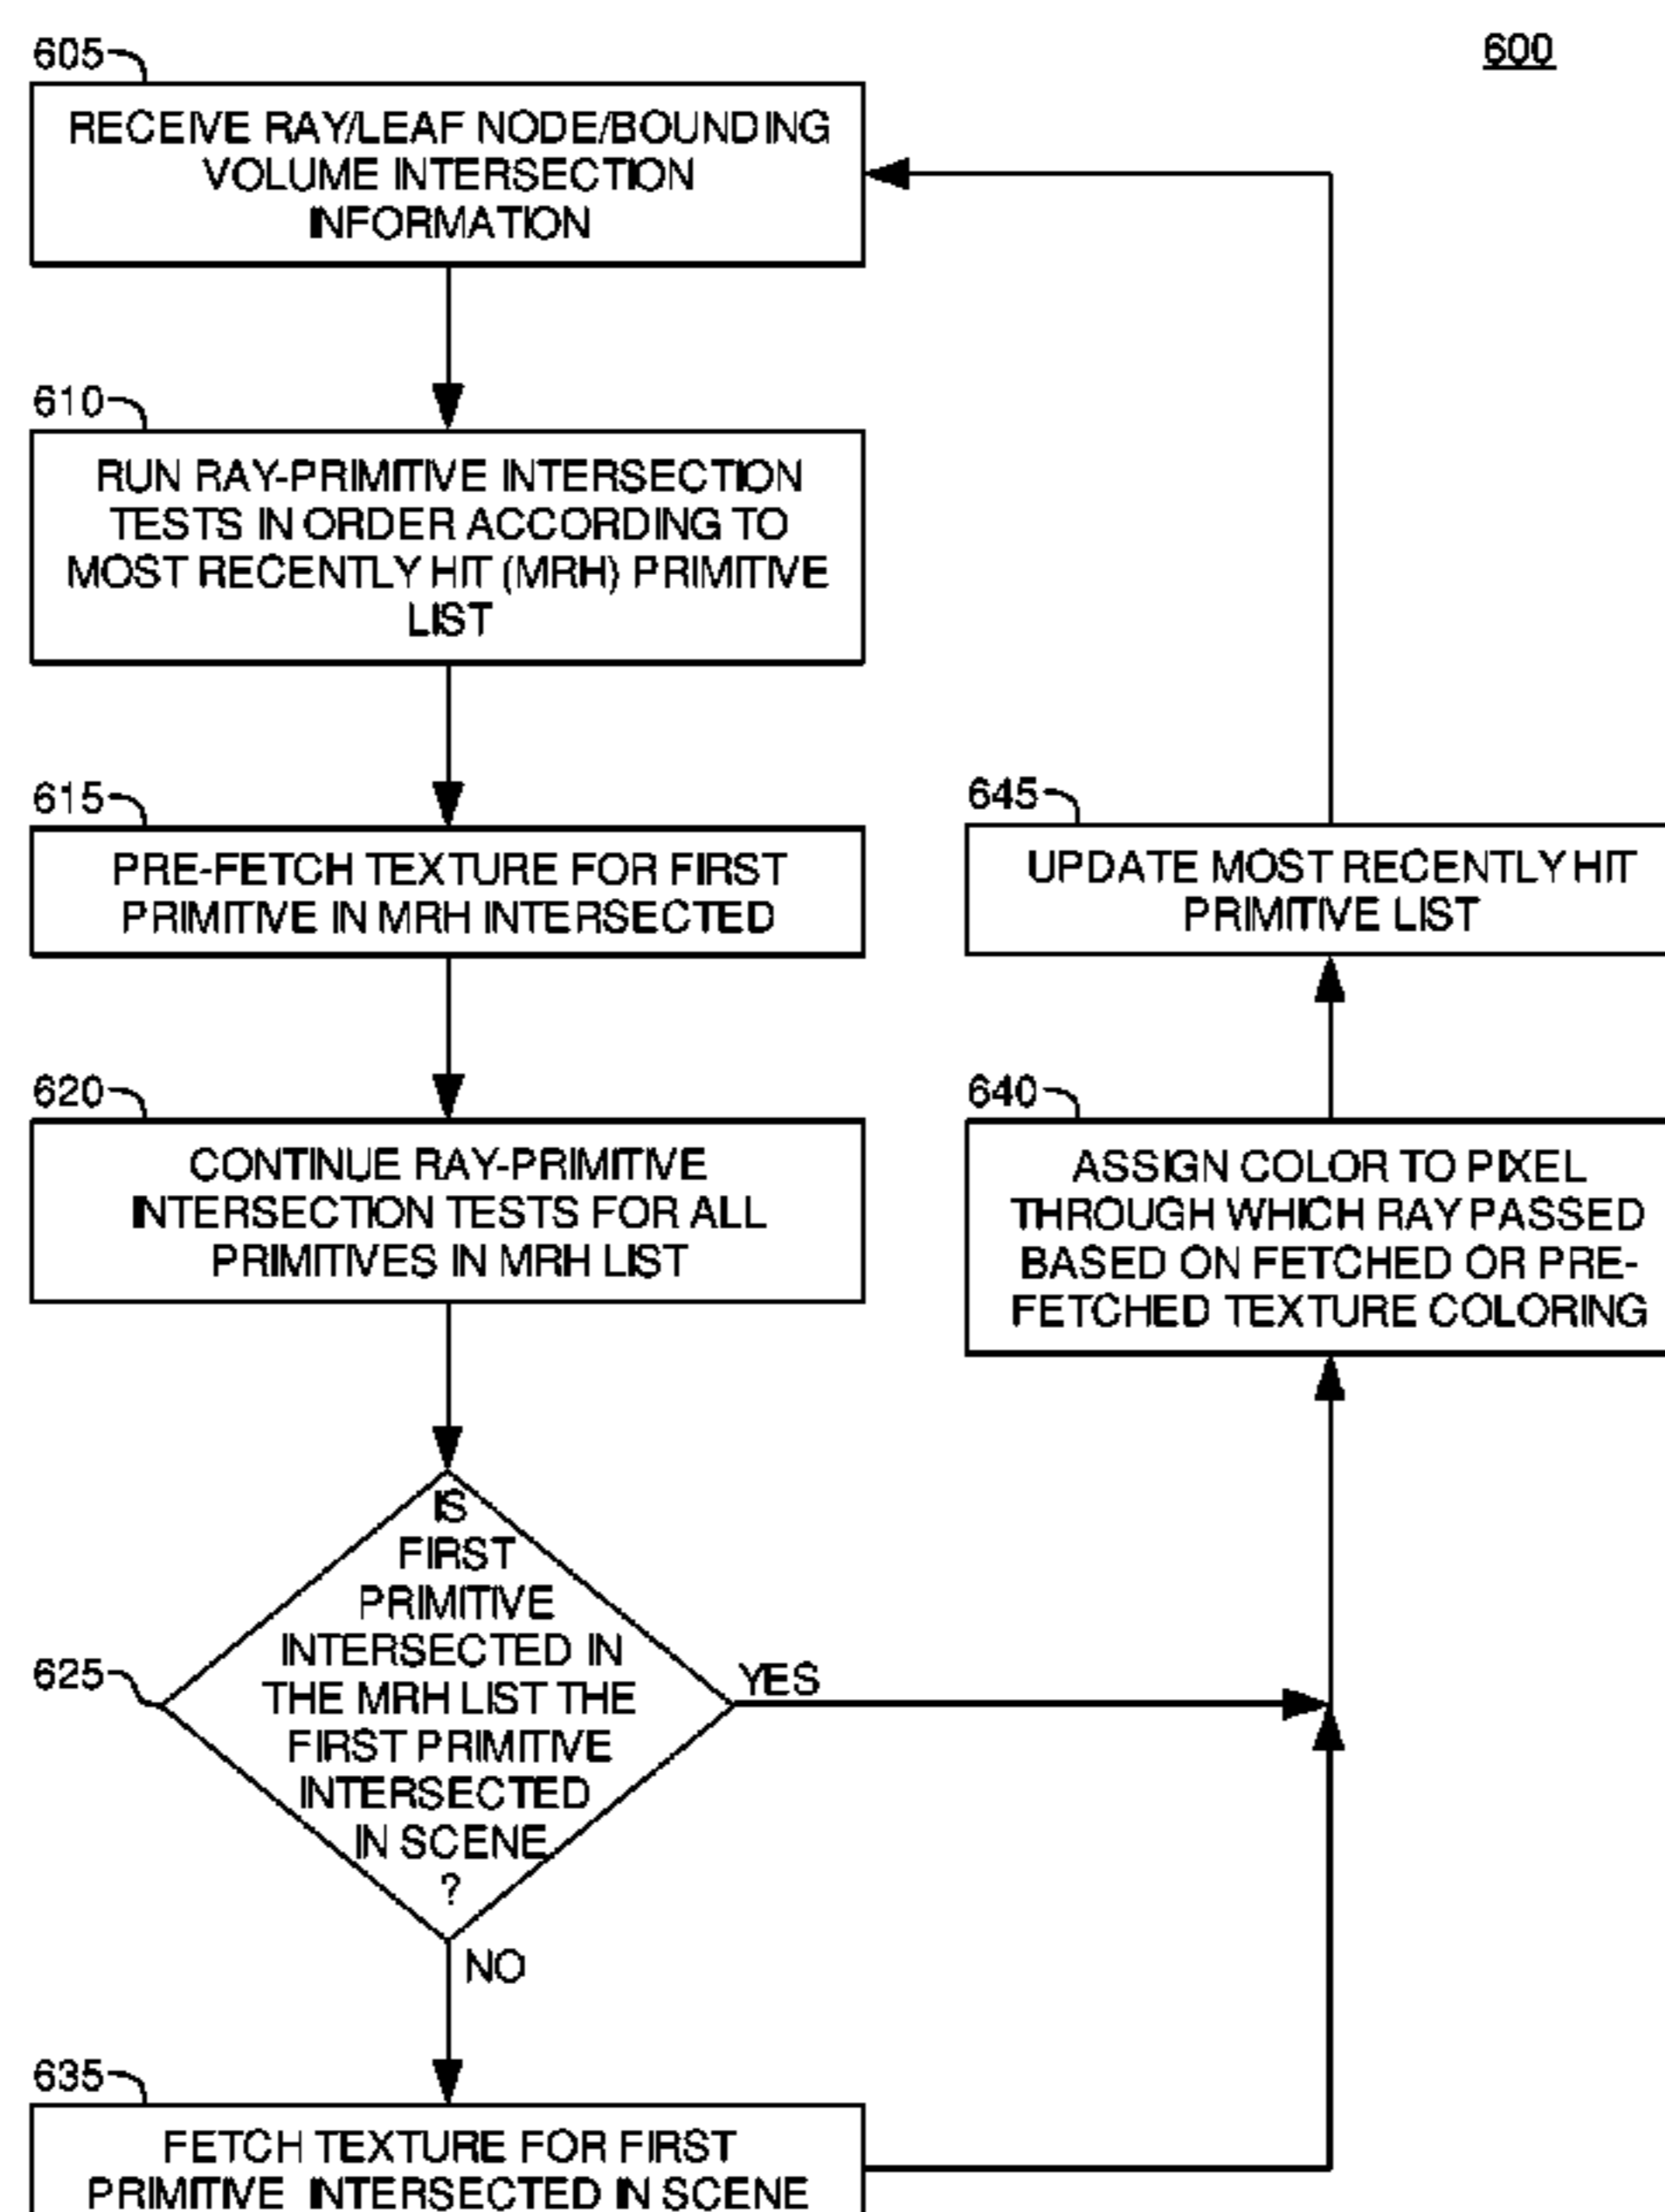 600
605
RECEIVE RAY/LEAF NODE/BOUNDING
VOLUME INTERSECTION
INFORMATION
610
RUN RAY-PRIMITIVE INTERSECTION
TESTS IN ORDER ACCORDING TO
MOST RECENTLY HIT (MRH) PRIMITIVE
LIST
615
PRE-FETCH TEXTURE FOR FIRST
PRIMITIVE IN MRH INTERSECTED
620
CONTINUE RAY-PRIMITIVE
INTERSECTION TESTS FOR ALL
PRIMITIVES IN MRH LIST
625
IS
FIRST
PRIMITIVE
INTERSECTED IN
THE MRH LIST THE
FIRST PRIMITIVE
INTERSECTED
IN SCENE
?
YES
NO
635
FETCH TEXTURE FOR FIRST
PRIMITIVE INTERSECTED IN SCENE
640
ASSIGN COLOR TO PIXEL
THROUGH WHICH RAY PASSED
BASED ON FETCHED OR PRE-
FETCHED TEXTURE COLORING
645
UPDATE MOST RECENTLY HIT
PRIMITIVE LIST